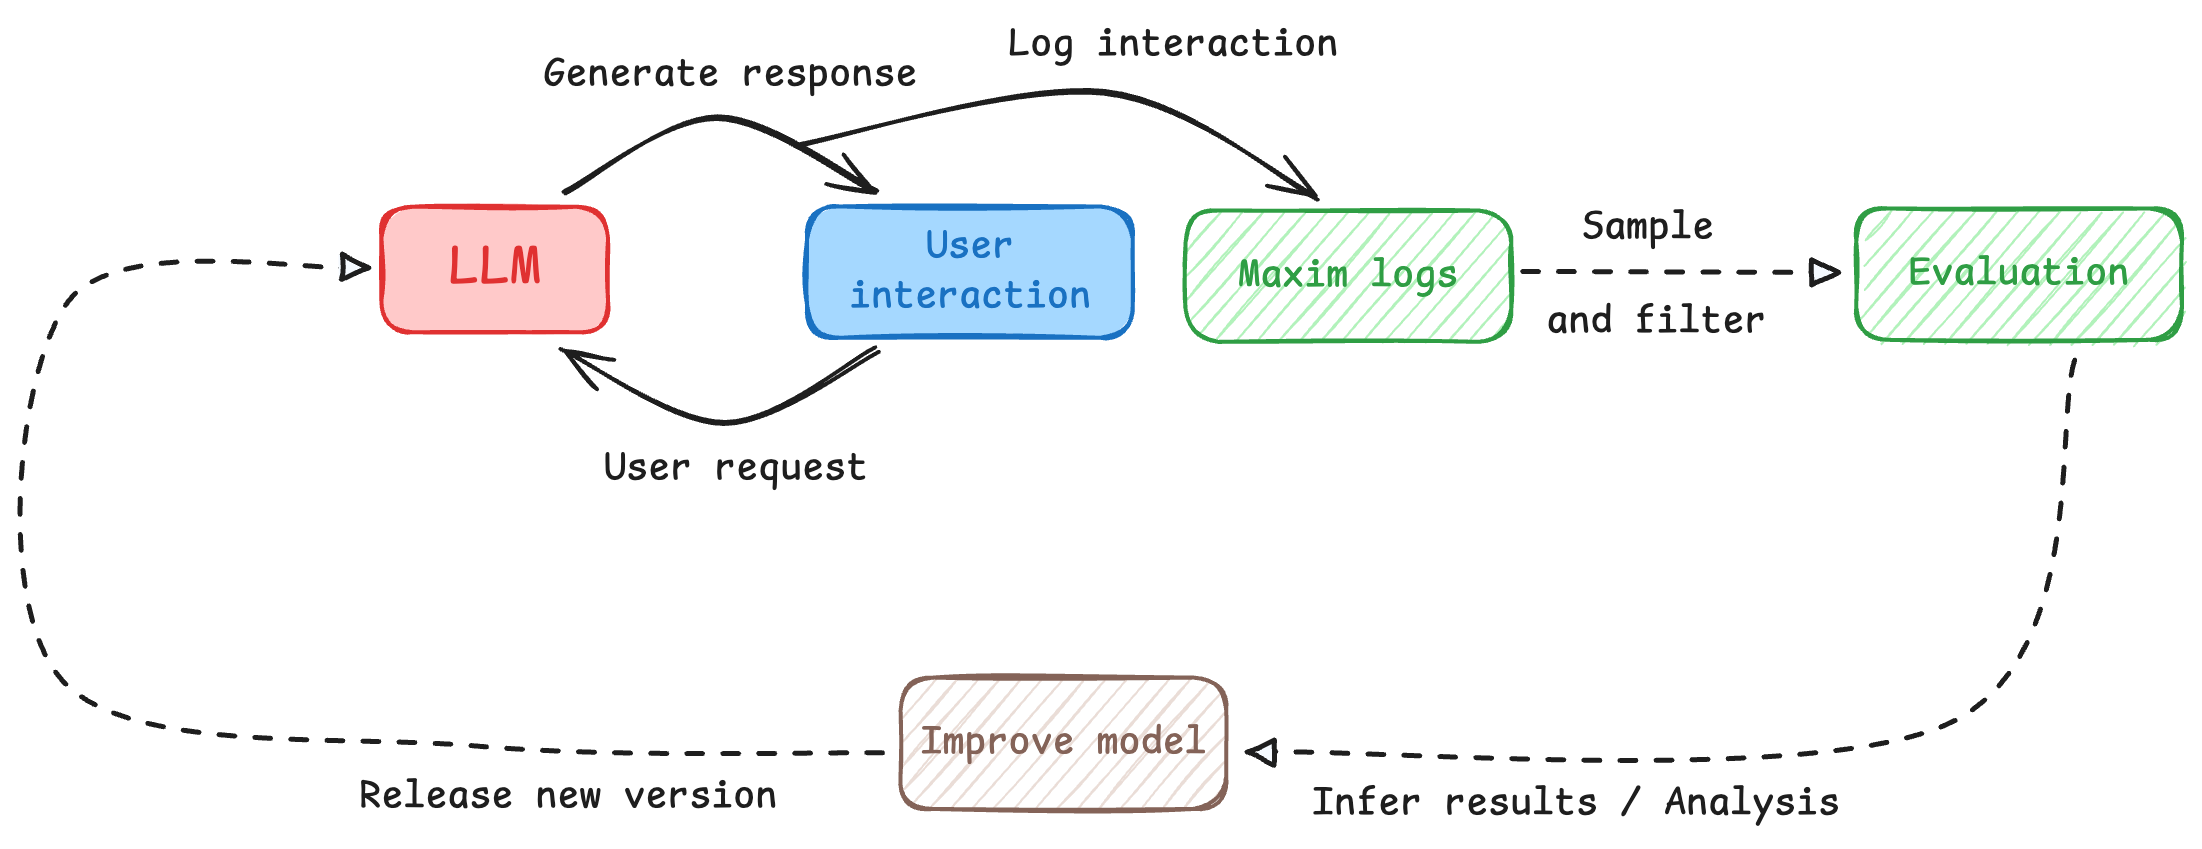 Log interaction
Generate response
LLM
User
interaction
Maxim logs
Sample
and filter
Evaluation
User request
Improve model
Release new version
Infer results / Analysis